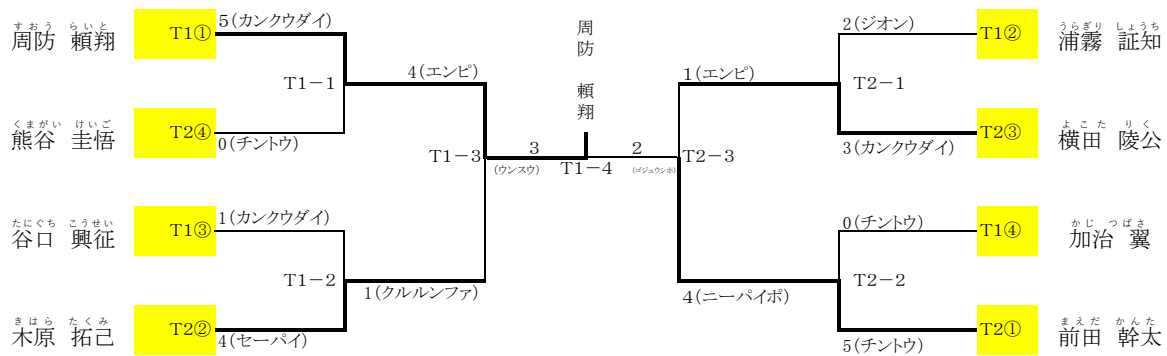 すおう らいと
周防 頼翔
T1①
5(カンクウダイ)
T1-1
4(エンピ)
くまがい けいご
熊谷 圭悟
T2④
0(チントウ)
T1-3
たにぐち こうせい
谷口 興征
T1③
1(カンクウダイ)
T1-2
1(クルルンファ)
きはら たくみ
木原 拓己
T2②
4(セーパイ)
周防 頼翔
3
(ウンスウ)
T1-4
2
(ゴジュウシホ)
2(ジオン)
T1②
うらぎり しょうち
浦霧 証知
1(エンピ)
T2-1
3(カンクウダイ)
T2③
よこた りく
横田 陵公
T2-3
0(チントウ)
T1④
かじ つばさ
加治 翼
T2-2
4(ニーパイポ)
5(チントウ)
T2①
まえだ かんた
前田 幹太